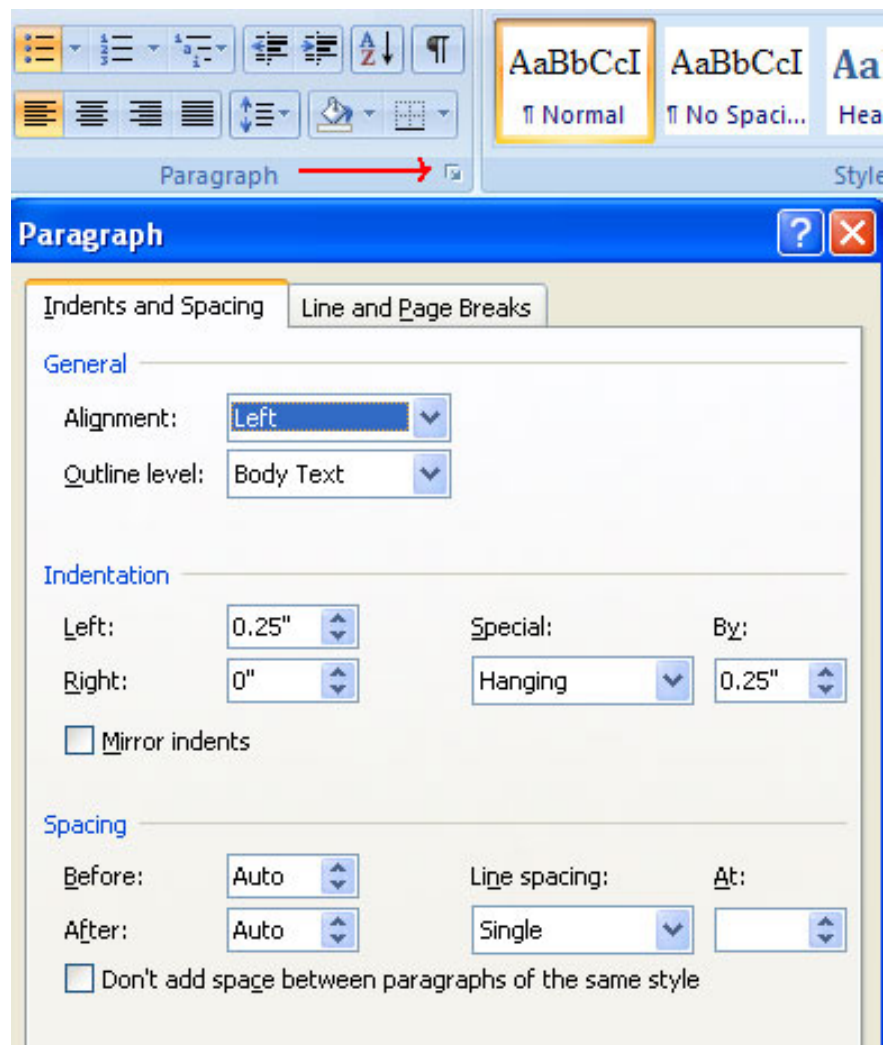 AaBbCcI AaBbCcI Aa
¶ Normal ¶ No Spaci... Hea
Paragraph Style
Paragraph
Indents and Spacing Line and Page Breaks
General
Alignment: Left
Outline level: Body Text
Indentation
Left: 0.25" Special: By:
Right: 0" Hanging 0.25"
Mirror indents
Spacing
Before: Auto Line spacing: At:
After: Auto Single
Don't add space between paragraphs of the same style